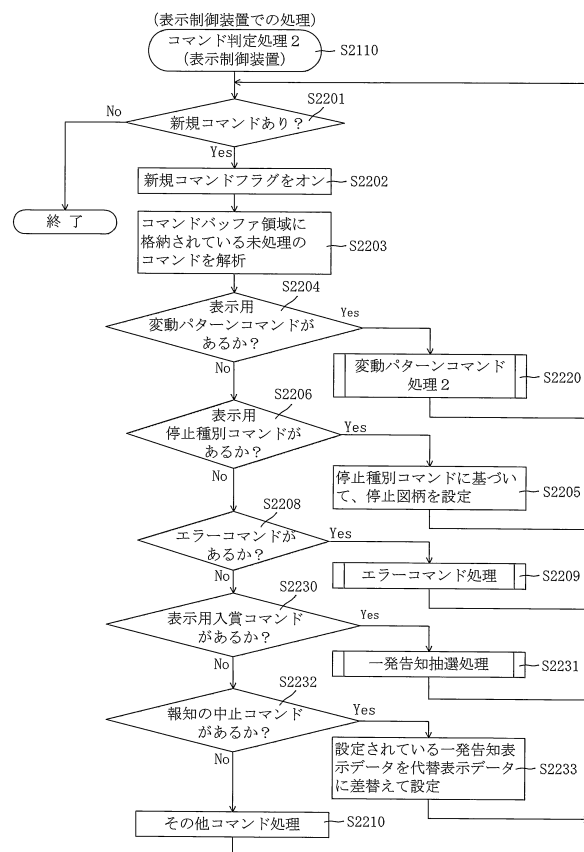 (表示制御装置での処理)
コマンド判定処理2
(表示制御装置)
S2110
S2201
No
新規コマンドあり?
Yes
新規コマンドフラグをオン
S2202
終了
コマンドバッファ領域に
格納されている未処理の
コマンドを解析
S2203
S2204
表示用
変動パターンコマンドが
あるか?
Yes
No
変動パターンコマンド
処理2
S2220
S2206
表示用
停止種別コマンドが
あるか?
Yes
No
停止種別コマンドに基づい
て、停止図柄を設定
S2205
S2208
エラーコマンドが
あるか?
Yes
No
エラーコマンド処理
S2209
S2230
表示用入賞コマンド
があるか?
Yes
No
一発告知抽選処理
S2231
S2232
報知の中止コマンド
があるか?
Yes
No
設定されている一発告知表
示データを代替表示データ
に差替えて設定
S2233
その他コマンド処理
S2210